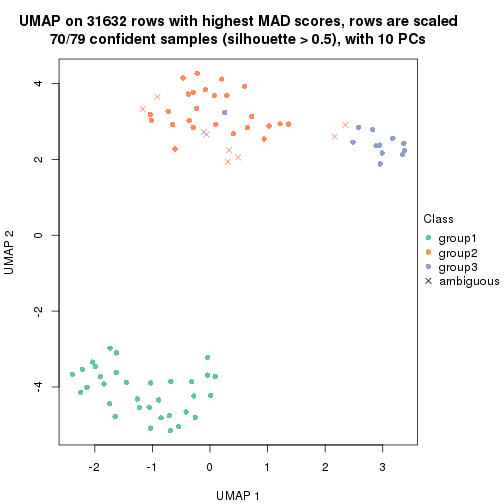 UMAP on 31632 rows with highest MAD scores, rows are scaled
70/79 confident samples (silhouette > 0.5), with 10 PCs
4
2
0
-2
-4
UMAP 2
-2
-1
0
1
2
3
UMAP 1
Class
group1
group2
group3
ambiguous